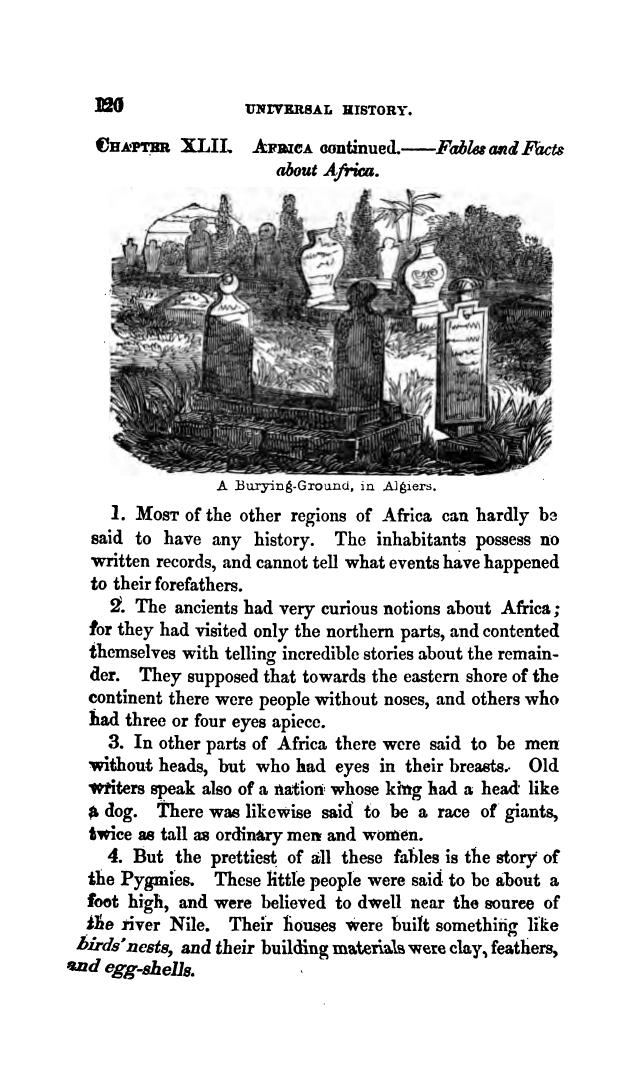 120 UNIVERSAL HISTORY.
CHAPTER XLII. AFRICA continued.——Fables and Facts
about Africa.
A Burying-Ground, in Algiers.
1. MOST of the other regions of Africa can hardly be
said to have any history. The inhabitants possess no
written records, and cannot tell what events have happened
to their forefathers.
2. The ancients had very curious notions about Africa;
for they had visited only the northern parts, and contented
themselves with telling incredible stories about the remain-
der. They supposed that towards the eastern shore of the
continent there were people without noses, and others who
had three or four eyes apiece.
3. In other parts of Africa there were said to be men
without heads, but who had eyes in their breasts. Old
writers speak also of a nation whose king had a head like
a dog. There was likewise said to be a race of giants,
twice as tall as ordinary men and women.
4. But the prettiest of all these fables is the story of
the Pygmies. These little people were said to be about a
foot high, and were believed to dwell near the source of
the river Nile. Their houses were built something like
birds' nests, and their building materials were clay, feathers,
and egg-shells.